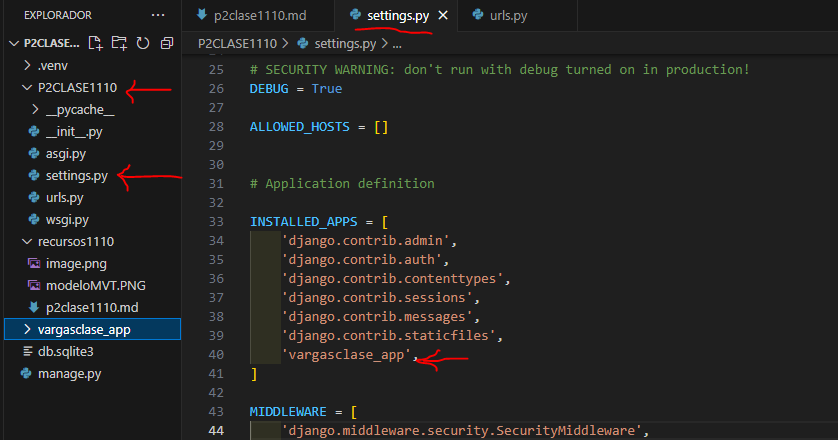 EXPLORADOR
P2CLASE...
.venv
P2CLASE1110
__pycache__
__init__.py
asgi.py
settings.py
urls.py
wsgi.py
recursos1110
image.png
modeloMVT.PNG
p2clase1110.md
vargasclase_app
db.sqlite3
manage.py
p2clase1110.md
settings.py
urls.py
P2CLASE1110 > settings.py > ...
25 # SECURITY WARNING: don't run with debug turned on in production!
26 DEBUG = True
27
28 ALLOWED_HOSTS = []
29
30
31 # Application definition
32
33 INSTALLED_APPS = [
34 'django.contrib.admin',
35 'django.contrib.auth',
36 'django.contrib.contenttypes',
37 'django.contrib.sessions',
38 'django.contrib.messages',
39 'django.contrib.staticfiles',
40 'vargasclase_app',
41 ]
42
43 MIDDLEWARE = [
44 'django.middleware.security.SecurityMiddleware',